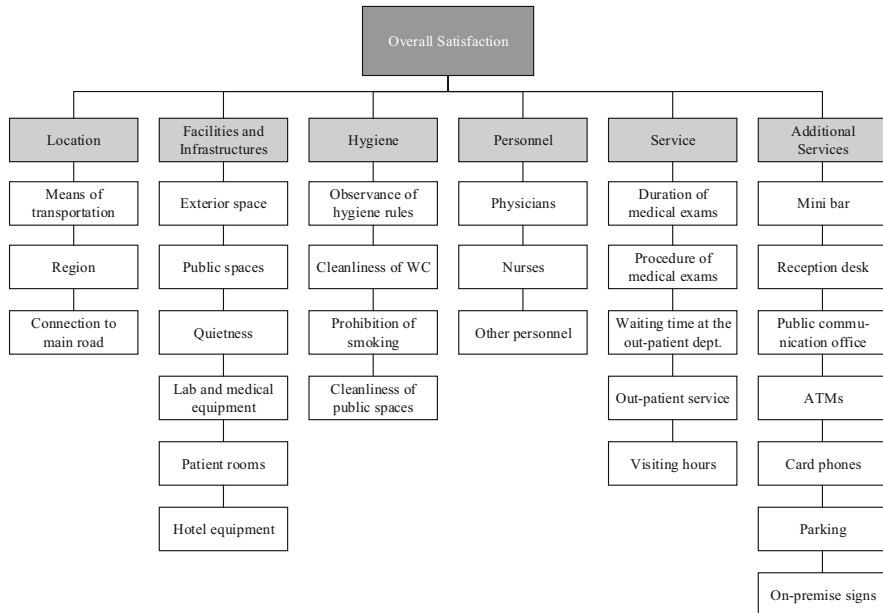 Overall Satisfaction
Location
Facilities and
Infrastructures
Hygiene
Personnel
Service
Additional
Services
Means of
transportation
Region
Connection to
main road
Exterior space
Public spaces
Quietness
Lab and medical
equipment
Patient rooms
Hotel equipment
Observance of
hygiene rules
Cleanliness of WC
Prohibition of
smoking
Cleanliness of
public spaces
Physicians
Nurses
Other personnel
Duration of
medical exams
Procedure of
medical exams
Waiting time at the
out-patient dept.
Out-patient service
Visiting hours
Mini bar
Reception desk
Public commu-
nication office
ATMs
Card phones
Parking
On-premise signs